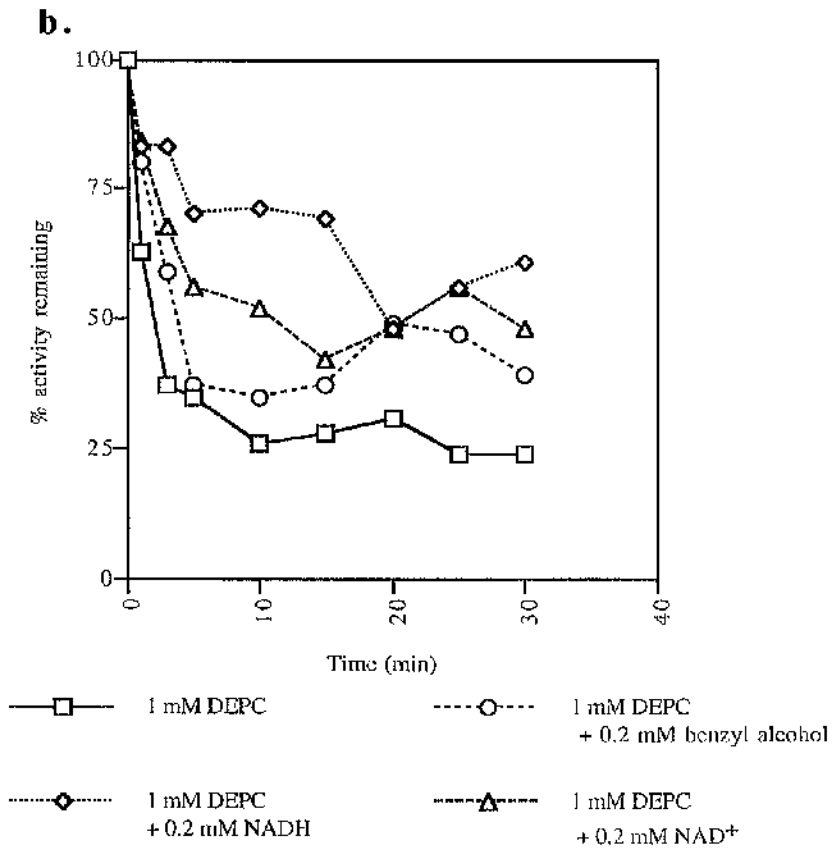 b.
100
75
50
25
0
% activity remaining
0
10
20
30
40
Time (min)
1 mM DEPC
1 mM DEPC
+ 0.2 mM benzyl alcohol
1 mM DEPC
+ 0.2 mM NADH
1 mM DEPC
+ 0.2 mM NAD+